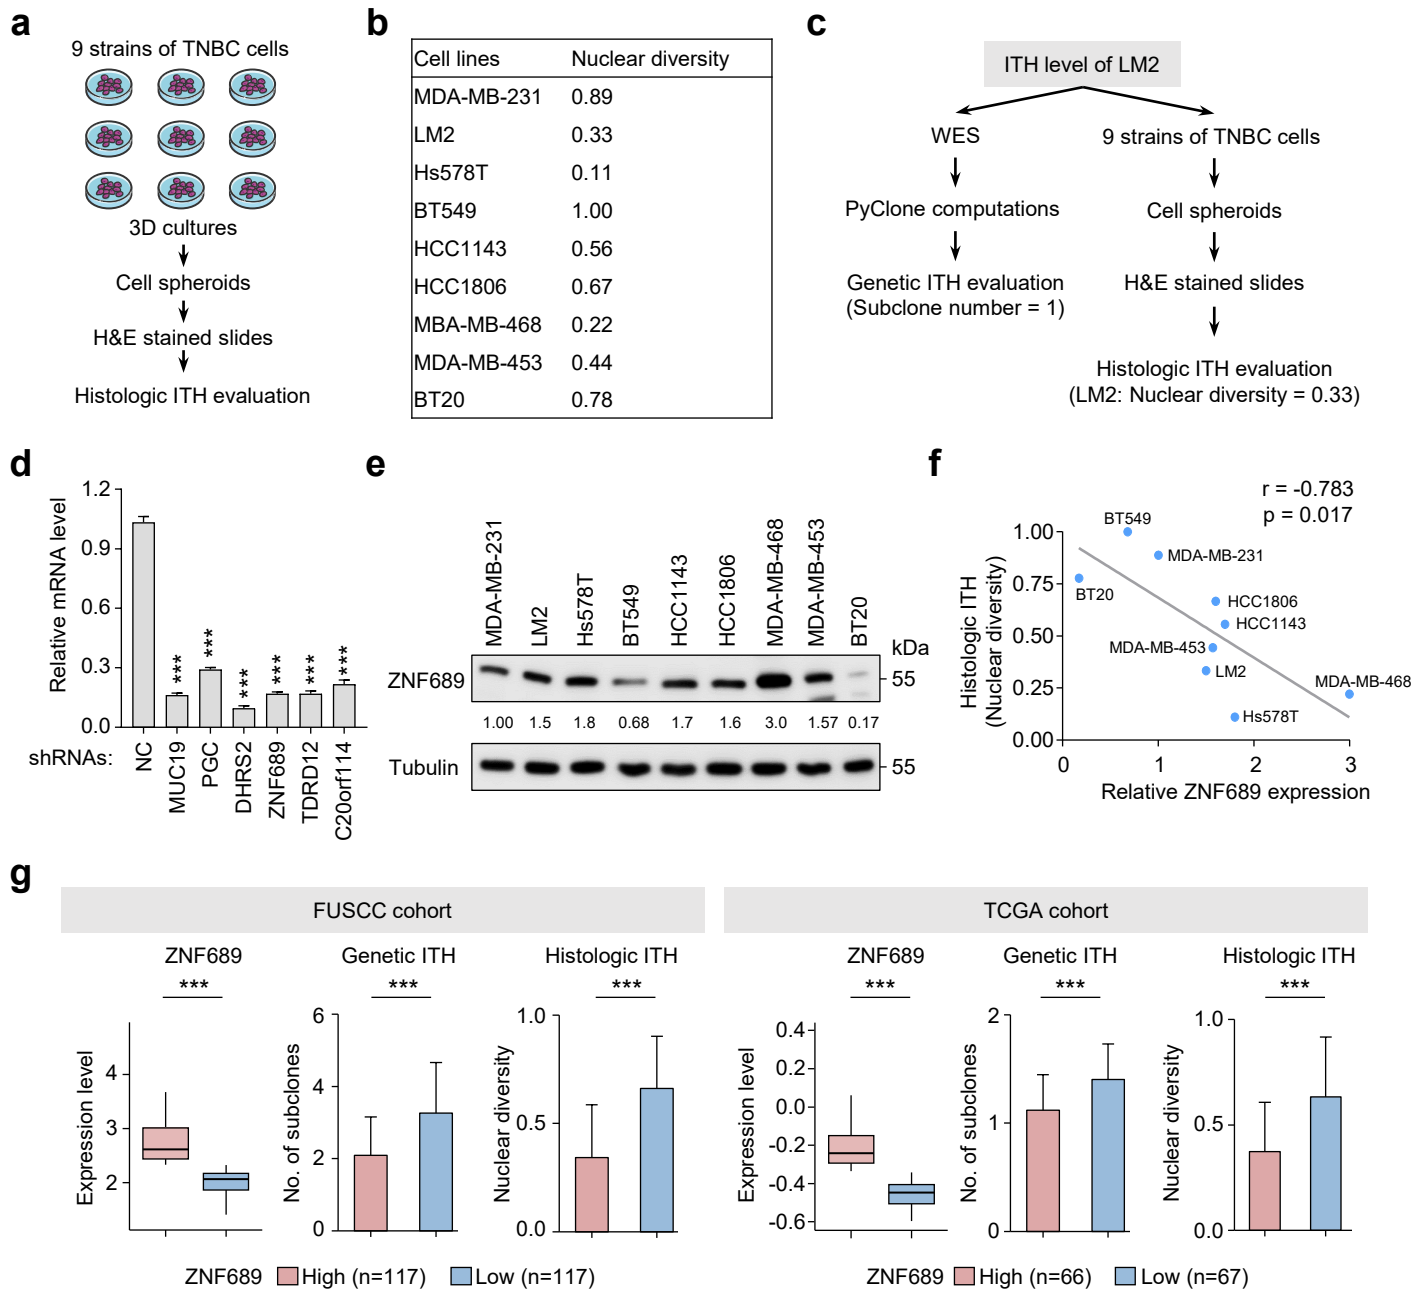 a
9 strains of TNBC cells
3D cultures
Cell spheroids
H&E stained slides
Histologic ITH evaluation
b
Cell lines Nuclear diversity
MDA-MB-231 0.89
LM2 0.33
Hs578T 0.11
BT549 1.00
HCC1143 0.56
HCC1806 0.67
MBA-MB-468 0.22
MDA-MB-453 0.44
BT20 0.78
c
ITH level of LM2
WES
PyClone computations
Genetic ITH evaluation
(Subclone number = 1)
9 strains of TNBC cells
Cell spheroids
H&E stained slides
Histologic ITH evaluation
(LM2: Nuclear diversity = 0.33)
d
Relative mRNA level
1.2
0.9
0.6
0.3
0.0
*** *** *** *** *** ***
shRNAs: NC MUC19 PGC DHRS2 ZNF689 TDRD12 C20orf114
e
MDA-MB-231 LM2 Hs578T BT549 HCC1143 HCC1806 MDA-MB-468 MDA-MB-453 BT20
kDa
ZNF689 55
1.00 1.5 1.8 0.68 1.7 1.6 3.0 1.57 0.17
Tubulin 55
f
r = -0.783
p = 0.017
Histologic ITH
(Nuclear diversity)
1.00
0.75
0.50
0.25
0.00
BT549
MDA-MB-231
BT20
HCC1806
HCC1143
MDA-MB-453
LM2
MDA-MB-468
Hs578T
0 1 2 3
Relative ZNF689 expression
g
FUSCC cohort
ZNF689
***
Expression level
4
3
2
Genetic ITH
***
No. of subclones
6
4
2
0
Histologic ITH
***
Nuclear diversity
1.0
0.5
0.0
ZNF689 High (n=117) Low (n=117)
TCGA cohort
ZNF689
***
Expression level
0.4
0.2
0.0
-0.2
-0.4
-0.6
Genetic ITH
***
No. of subclones
2
1
0
Histologic ITH
***
Nuclear diversity
1.0
0.5
0.0
ZNF689 High (n=66) Low (n=67)